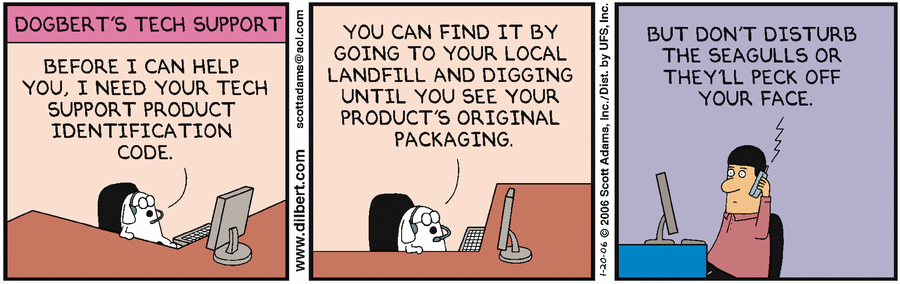 DOGBERT'S TECH SUPPORT
BEFORE I CAN HELP
YOU, I NEED YOUR TECH
SUPPORT PRODUCT
IDENTIFICATION
CODE.
www.dilbert.com scottadams@aol.com
YOU CAN FIND IT BY
GOING TO YOUR LOCAL
LANDFILL AND DIGGING
UNTIL YOU SEE YOUR
PRODUCT'S ORIGINAL
PACKAGING.
1-20-06 © 2006 Scott Adams, Inc./Dist. by UFS, Inc.
BUT DON'T DISTURB
THE SEAGULLS OR
THEY'LL PECK OFF
YOUR FACE.